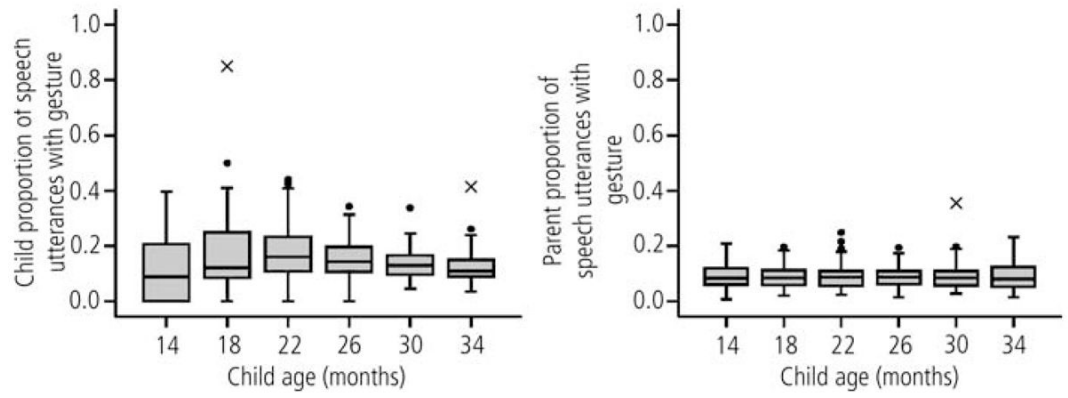 Child proportion of speech
utterances with gesture
1.0
0.8
0.6
0.4
0.2
0.0
14 18 22 26 30 34
Child age (months)
Parent proportion of
speech utterances with
gesture
1.0
0.8
0.6
0.4
0.2
0.0
14 18 22 26 30 34
Child age (months)